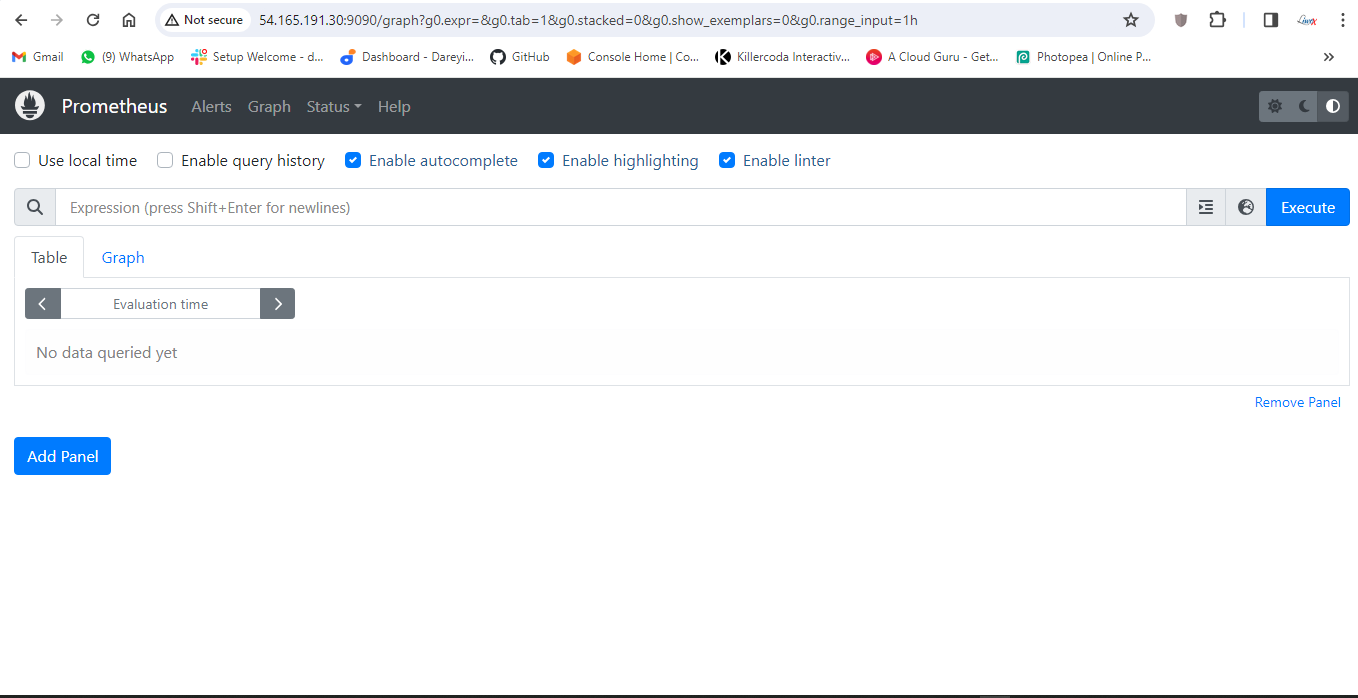 Not secure 54.165.191.30:9090/graph?g0.expr=&g0.tab=1&g0.stacked=0&g0.show_exemplars=0&g0.range_input=1h
Gmail (9) WhatsApp Setup Welcome - d... Dashboard - Dareyi... GitHub Console Home | Co... Killercoda Interactiv... A Cloud Guru - Get... Photopea | Online P...
Prometheus Alerts Graph Status Help
Use local time Enable query history Enable autocomplete Enable highlighting Enable linter
Expression (press Shift+Enter for newlines) Execute
Table Graph
Evaluation time
No data queried yet
Remove Panel
Add Panel